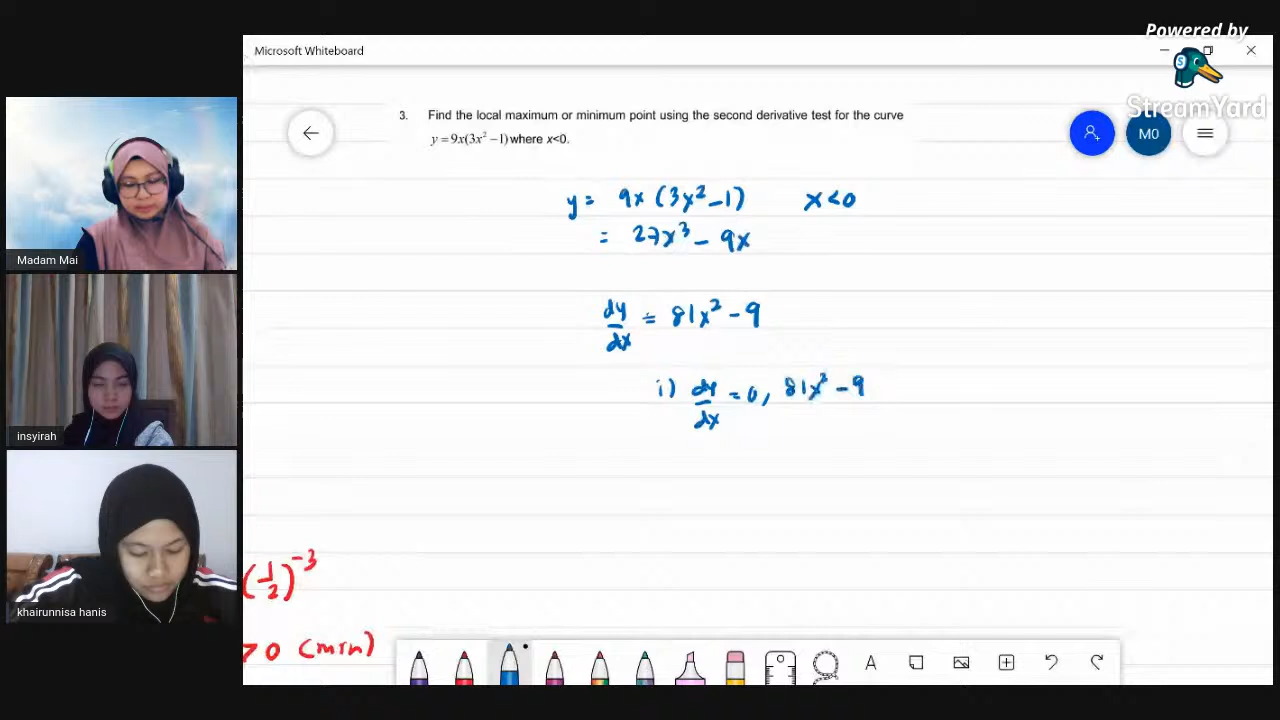 Powered by
StreamYard
Microsoft Whiteboard
M0
3. Find the local maximum or minimum point using the second derivative test for the curve
y = 9x(3x² − 1) where x<0.
y = 9x (3x² − 1) x < 0
= 27x³ − 9x
dy/dx = 81x² − 9
i) dy/dx = 0, 81x² − 9
(1/2)⁻³
> 0 (min)
Madam Mai
insyirah
khairunnisa hanis
A